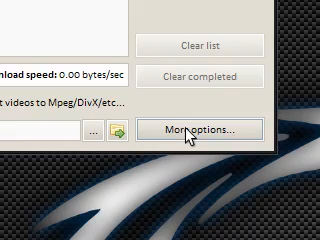 Clear list
nload speed: 0.00 bytes/sec
Clear completed
t videos to Mpeg/DivX/etc...
...
More options...